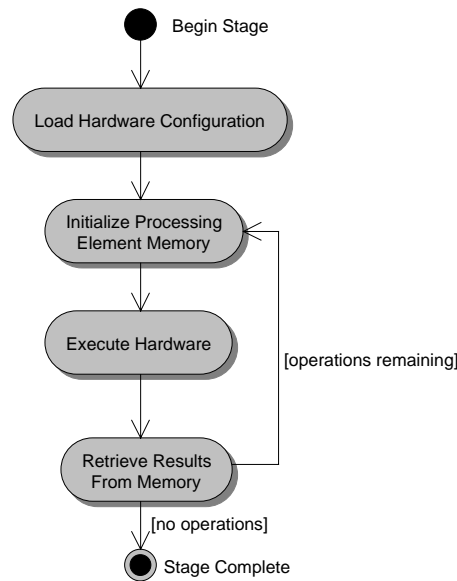 Begin Stage
Load Hardware Configuration
Initialize Processing
Element Memory
Execute Hardware
[operations remaining]
Retrieve Results
From Memory
[no operations]
Stage Complete